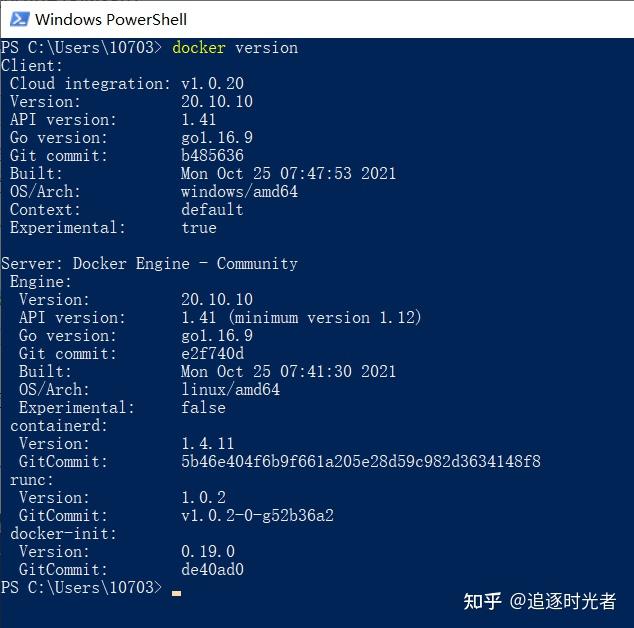 Windows PowerShell
PS C:\Users\10703> docker version
Client:
Cloud integration: v1.0.20
Version: 20.10.10
API version: 1.41
Go version: go1.16.9
Git commit: b485636
Built: Mon Oct 25 07:47:53 2021
OS/Arch: windows/amd64
Context: default
Experimental: true
Server: Docker Engine - Community
Engine:
Version: 20.10.10
API version: 1.41 (minimum version 1.12)
Go version: go1.16.9
Git commit: e2f740d
Built: Mon Oct 25 07:41:30 2021
OS/Arch: linux/amd64
Experimental: false
containerd:
Version: 1.4.11
GitCommit: 5b46e404f6b9f661a205e28d59c982d3634148f8
runc:
Version: 1.0.2
GitCommit: v1.0.2-0-g52b36a2
docker-init:
Version: 0.19.0
GitCommit: de40ad0
PS C:\Users\10703>
知乎 @追逐时光者